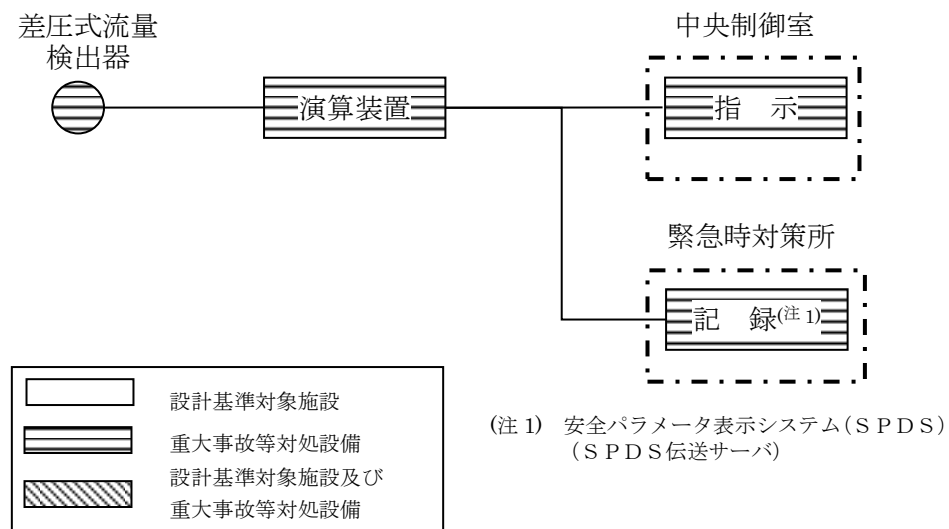 差圧式流量
検出器
中央制御室
演算装置
指 示
緊急時対策所
記 録(注 1)
設計基準対象施設
重大事故等対処設備
設計基準対象施設及び
重大事故等対処設備
(注 1) 安全パラメータ表示システム(SPDS)
(SPDS伝送サーバ)